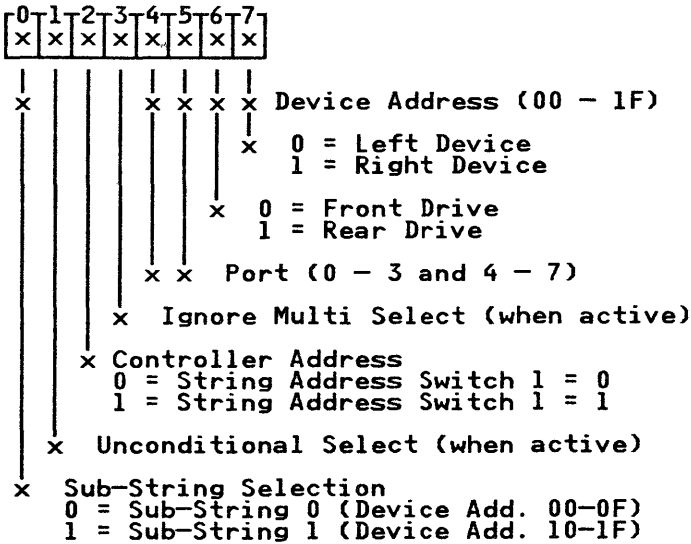 0 1 2 3 4 5 6 7
x x x x x x x x
x x x x x Device Address (00 – 1F)
x 0 = Left Device
1 = Right Device
x 0 = Front Drive
1 = Rear Drive
x x Port (0 – 3 and 4 – 7)
x Ignore Multi Select (when active)
x Controller Address
0 = String Address Switch 1 = 0
1 = String Address Switch 1 = 1
x Unconditional Select (when active)
x Sub-String Selection
0 = Sub-String 0 (Device Add. 00-0F)
1 = Sub-String 1 (Device Add. 10-1F)